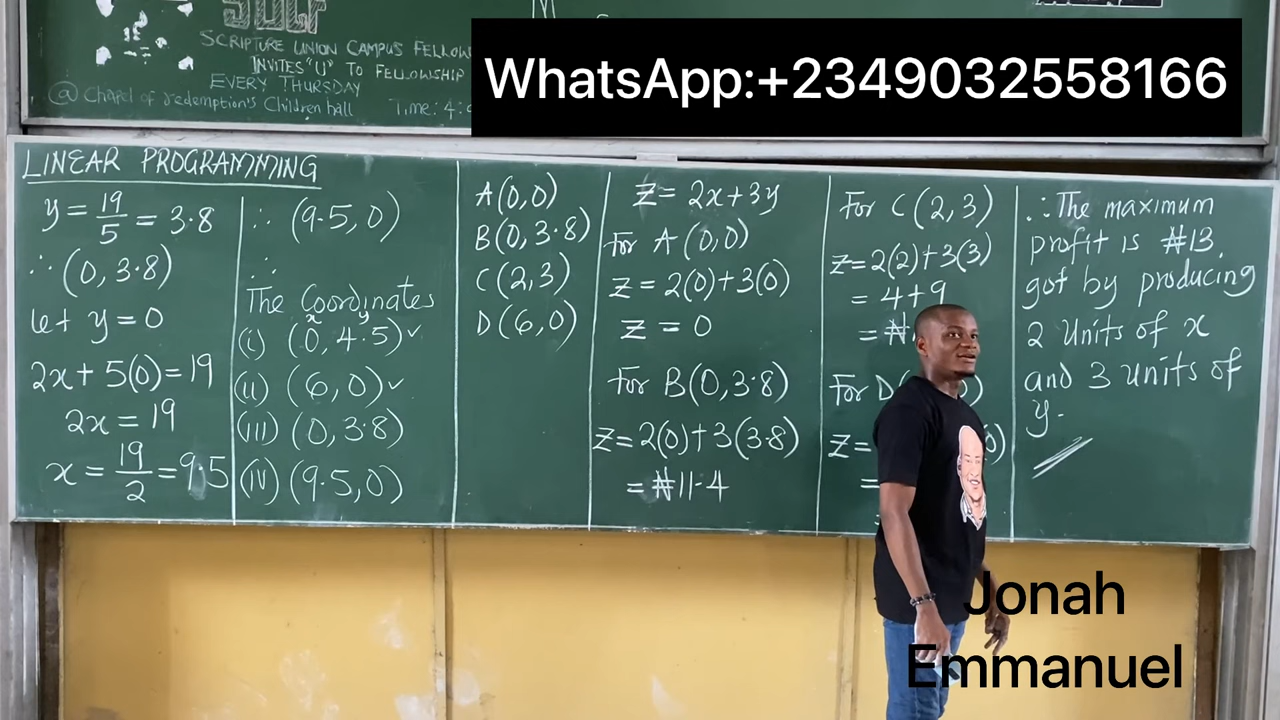 SCRIPTURE UNION CAMPUS FELLOW
INVITES "U" TO FELLOWSHIP
EVERY THURSDAY
@ Chapel of redemption's Children hall Time: 4:
WhatsApp:+2349032558166
LINEAR PROGRAMMING
y = 19/5 = 3.8
∴ (0, 3.8)
let y = 0
2x + 5(0) = 19
2x = 19
x = 19/2 = 9.5
∴ (9.5, 0)
∴
The Coordinates
(i) (0, 4.5) ✓
(ii) (6, 0) ✓
(iii) (0, 3.8)
(iv) (9.5, 0)
A(0,0)
B(0, 3.8)
C(2, 3)
D(6, 0)
Z = 2x + 3y
for A(0,0)
Z = 2(0) + 3(0)
Z = 0
for B(0, 3.8)
Z = 2(0) + 3(3.8)
= ₦11.4
for C(2, 3)
Z = 2(2) + 3(3)
= 4 + 9
= ₦
for D(
Z =
=
∴ The maximum
profit is ₦13.
got by producing
2 units of x
and 3 units of
y.
Jonah
Emmanuel